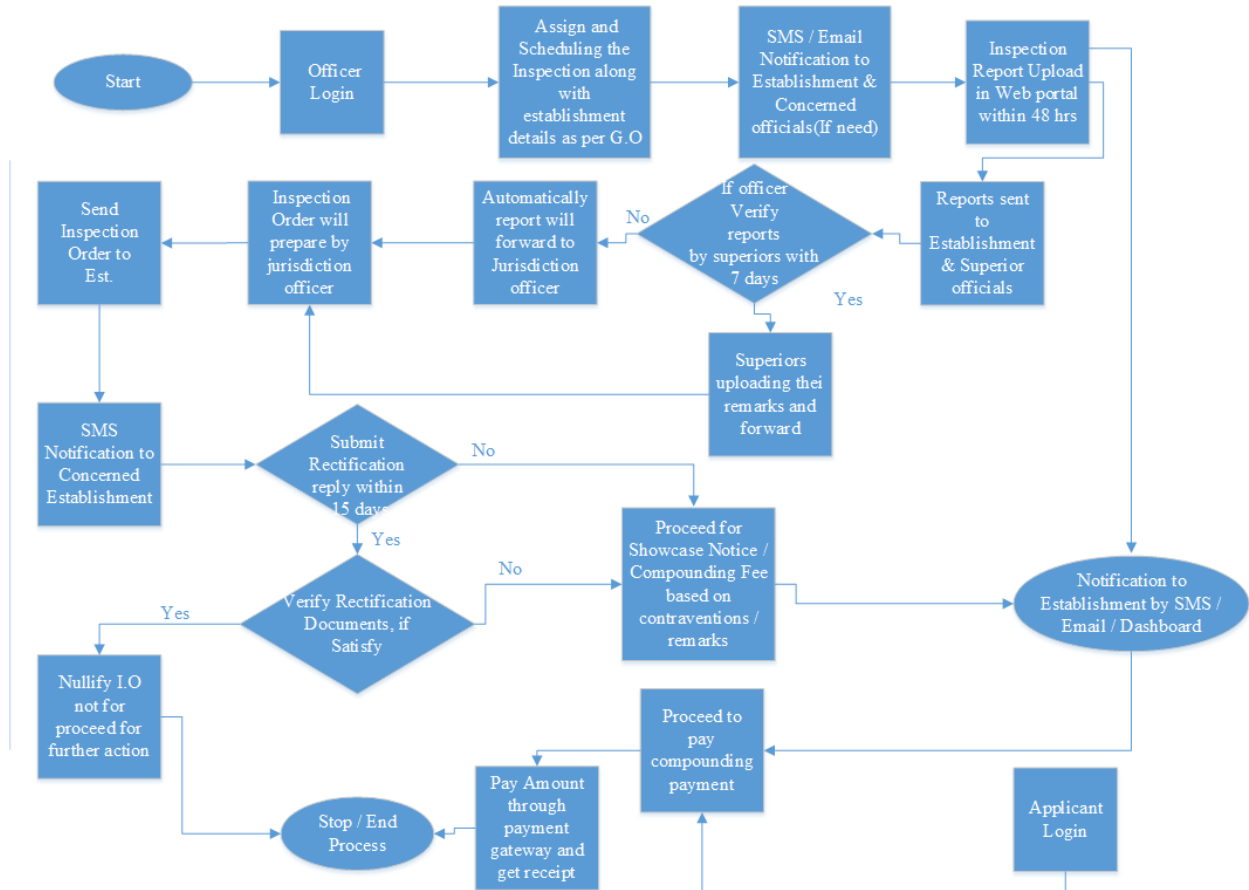 Start
Officer
Login
Assign and
Scheduling the
Inspection along
with
establishment
details as per G.O
SMS / Email
Notification to
Establishment &
Concerned
officials(If need)
Inspection
Report Upload
in Web portal
within 48 hrs
Send
Inspection
Order to
Est.
Inspection
Order will
prepare by
jurisdiction
officer
Automatically
report will
forward to
Jurisdiction
officer
No
If officer
Verify
reports
by superiors with
7 days
Reports sent
to
Establishment
& Superior
officials
Yes
Superiors
uploading thei
remarks and
forward
SMS
Notification to
Concerned
Establishment
Submit
Rectification
reply within
15 days
No
Yes
Proceed for
Showcase Notice /
Compounding Fee
based on
contraventions /
remarks
Notification to
Establishment by SMS /
Email / Dashboard
Verify Rectification
Documents, if
Satisfy
No
Yes
Nullify I.O
not for
proceed for
further action
Proceed to
pay
compounding
payment
Pay Amount
through
payment
gateway and
get receipt
Stop / End
Process
Applicant
Login